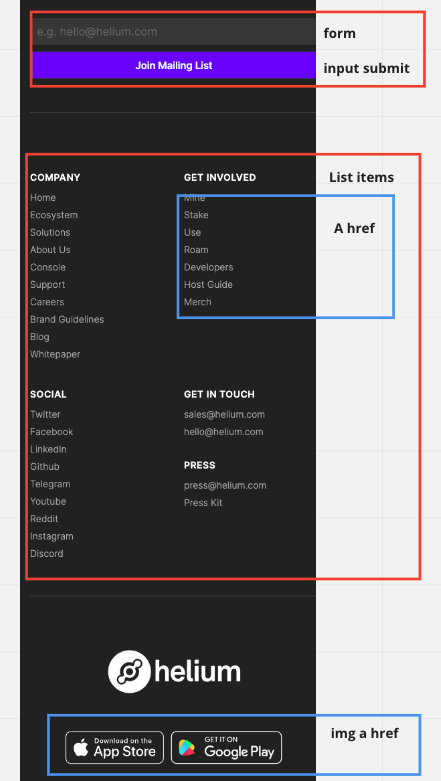 e.g. hello@helium.com
form
Join Mailing List
input submit
COMPANY
Home
Ecosystem
Solutions
About Us
Console
Support
Careers
Brand Guidelines
Blog
Whitepaper
GET INVOLVED
Mine
Stake
Use
Roam
Developers
Host Guide
Merch
List items
A href
SOCIAL
Twitter
Facebook
LinkedIn
Github
Telegram
Youtube
Reddit
Instagram
Discord
GET IN TOUCH
sales@helium.com
hello@helium.com
PRESS
press@helium.com
Press Kit
helium
Download on the
App Store
GET IT ON
Google Play
img a href